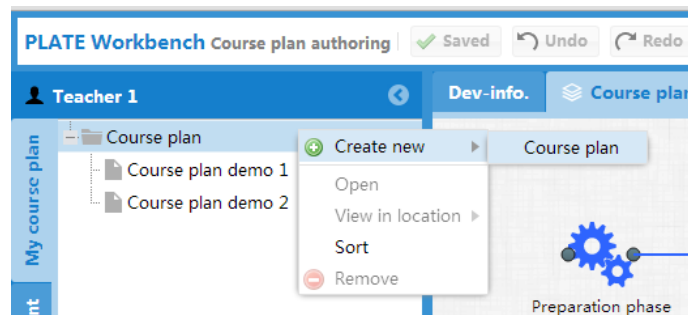 PLATE Workbench Course plan authoring Saved Undo Redo
Teacher 1
Dev-info. Course plan
My course plan
Course plan
Course plan demo 1
Course plan demo 2
Create new
Open
View in location
Sort
Remove
Course plan
Preparation phase